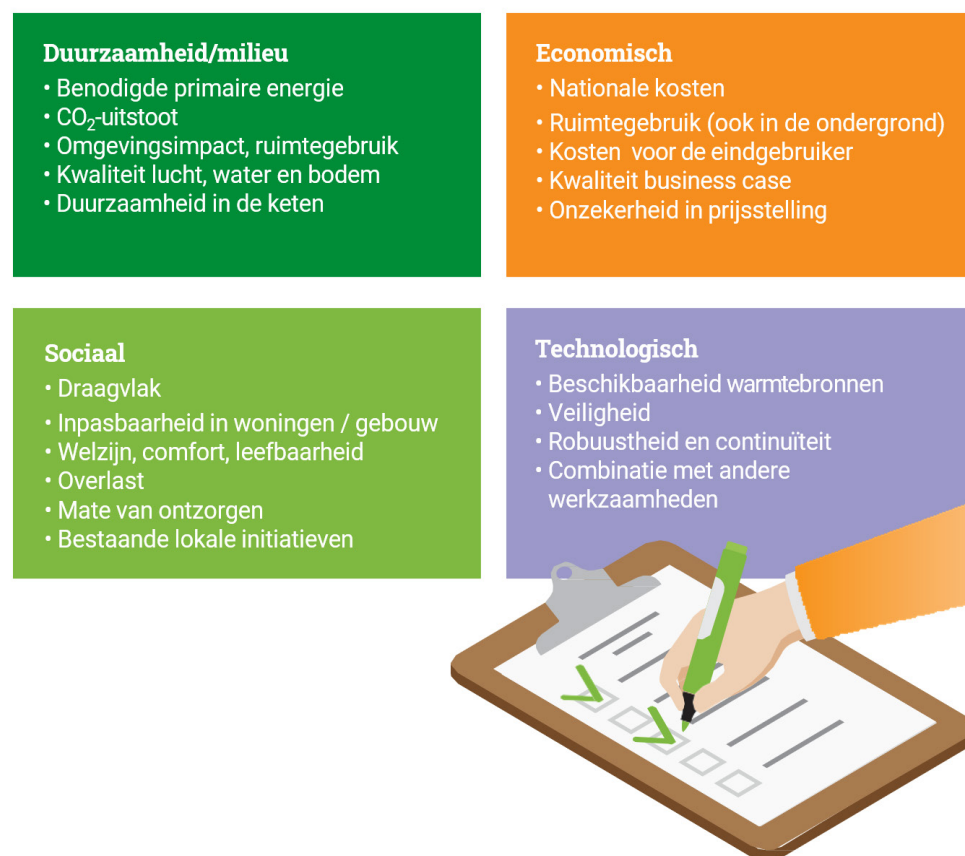 Duurzaamheid/milieu
• Benodigde primaire energie
• CO₂-uitstoot
• Omgevingsimpact, ruimtegebruik
• Kwaliteit lucht, water en bodem
• Duurzaamheid in de keten
Economisch
• Nationale kosten
• Ruimtegebruik (ook in de ondergrond)
• Kosten voor de eindgebruiker
• Kwaliteit business case
• Onzekerheid in prijsstelling
Sociaal
• Draagvlak
• Inpasbaarheid in woningen / gebouw
• Welzijn, comfort, leefbaarheid
• Overlast
• Mate van ontzorgen
• Bestaande lokale initiatieven
Technologisch
• Beschikbaarheid warmtebronnen
• Veiligheid
• Robuustheid en continuïteit
• Combinatie met andere
werkzaamheden